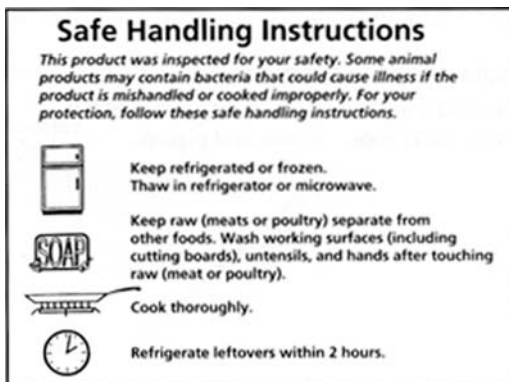 Safe Handling Instructions
This product was inspected for your safety. Some animal
products may contain bacteria that could cause illness if the
product is mishandled or cooked improperly. For your
protection, follow these safe handling instructions.
Keep refrigerated or frozen.
Thaw in refrigerator or microwave.
Keep raw (meats or poultry) separate from
other foods. Wash working surfaces (including
cutting boards), untensils, and hands after touching
raw (meat or poultry).
SOAP
Cook thoroughly.
Refrigerate leftovers within 2 hours.